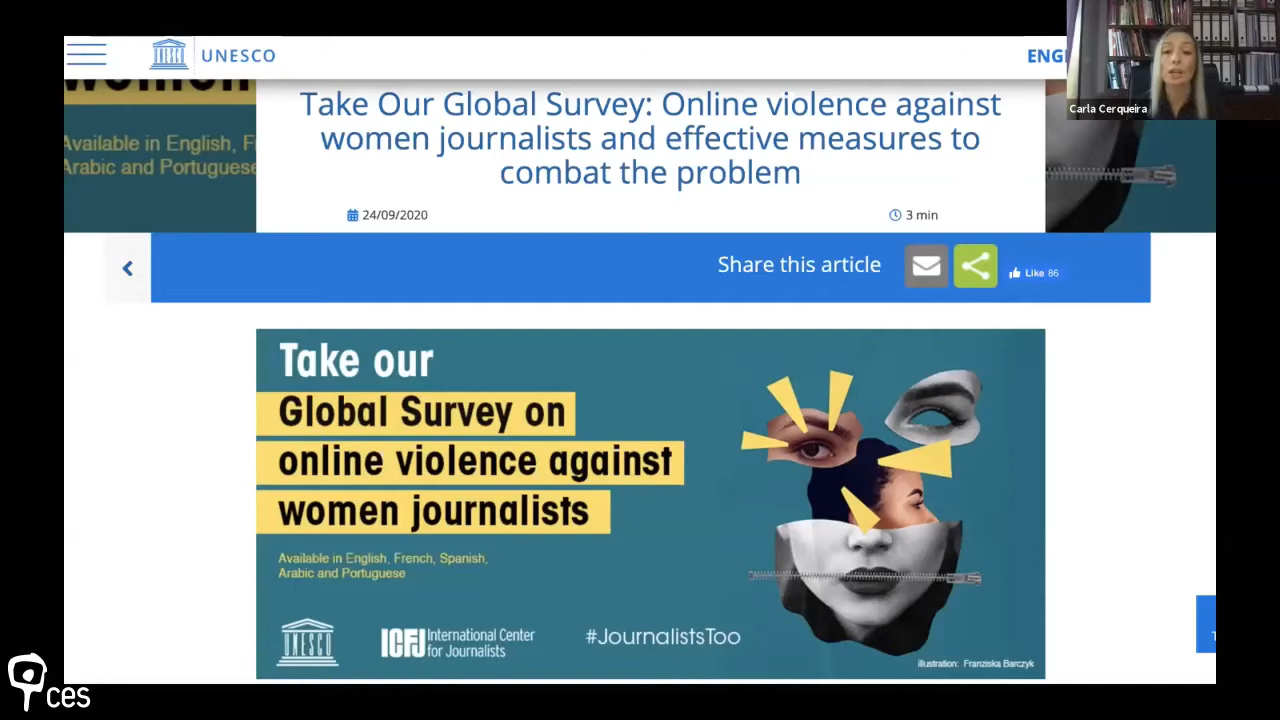 UNESCO
ENG
Carla Cerqueira
women
Available in English, F
Arabic and Portuguese
Take Our Global Survey: Online violence against
women journalists and effective measures to
combat the problem
24/09/2020
3 min
Share this article
Like 86
Take our
Global Survey on
online violence against
women journalists
Available in English, French, Spanish,
Arabic and Portuguese
UNESCO
ICFJ International Center
for Journalists
#JournalistsToo
illustration: Franziska Barczyk
ces